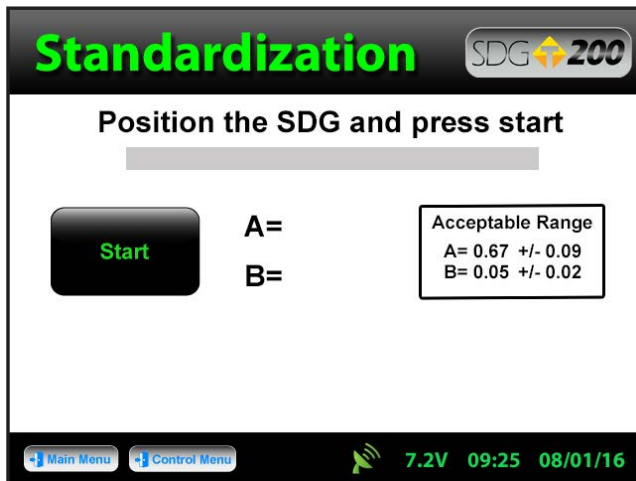 Standardization
SDG 200
Position the SDG and press start
Start
A=
B=
Acceptable Range
A= 0.67 +/- 0.09
B= 0.05 +/- 0.02
Main Menu
Control Menu
7.2V 09:25 08/01/16